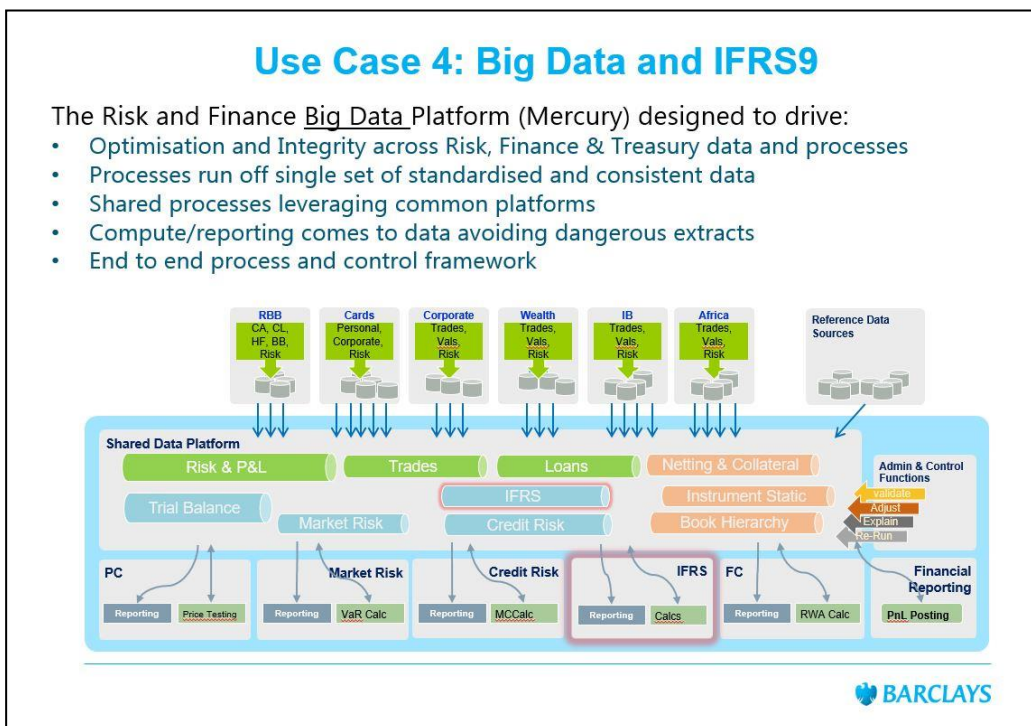 Use Case 4: Big Data and IFRS9
The Risk and Finance Big Data Platform (Mercury) designed to drive:
• Optimisation and Integrity across Risk, Finance & Treasury data and processes
• Processes run off single set of standardised and consistent data
• Shared processes leveraging common platforms
• Compute/reporting comes to data avoiding dangerous extracts
• End to end process and control framework
RBB
CA, CL,
HF, BB,
Risk
Cards
Personal,
Corporate,
Risk
Corporate
Trades,
Vals,
Risk
Wealth
Trades,
Vals,
Risk
IB
Trades,
Vals,
Risk
Africa
Trades,
Vals,
Risk
Reference Data
Sources
Shared Data Platform
Risk & P&L
Trades
Loans
Netting & Collateral
Trial Balance
IFRS
Instrument Static
Market Risk
Credit Risk
Book Hierarchy
Admin & Control
Functions
validate
Adjust
Explain
Re-Run
PC
Reporting
Price Testing
Market Risk
Reporting
VaR Calc
Credit Risk
Reporting
MCCalc
IFRS
Reporting
Calcs
FC
Reporting
RWA Calc
Financial
Reporting
PnL Posting
BARCLAYS